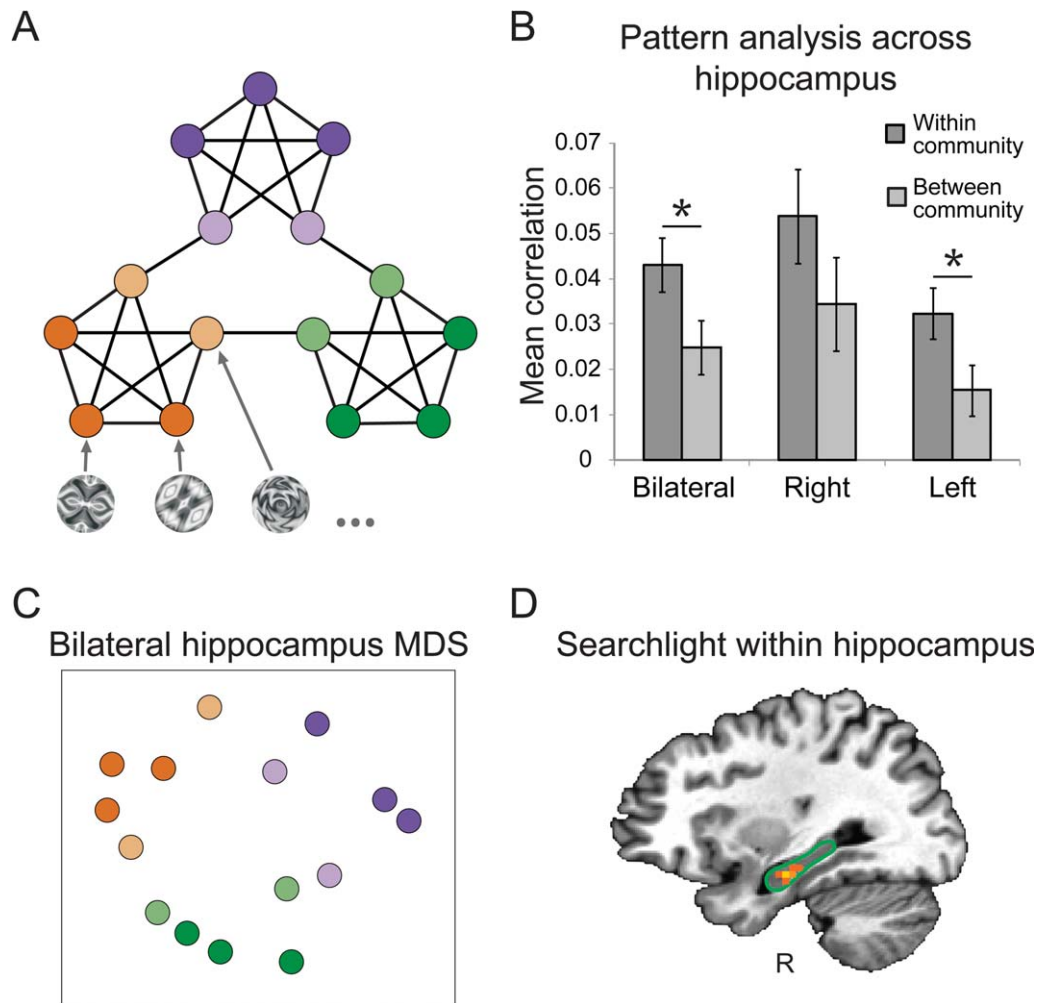 A
B
Pattern analysis across
hippocampus
Within
community
Between
community
Mean correlation
0.07
0.06
0.05
0.04
0.03
0.02
0.01
0
*
*
Bilateral
Right
Left
C
Bilateral hippocampus MDS
D
Searchlight within hippocampus
R